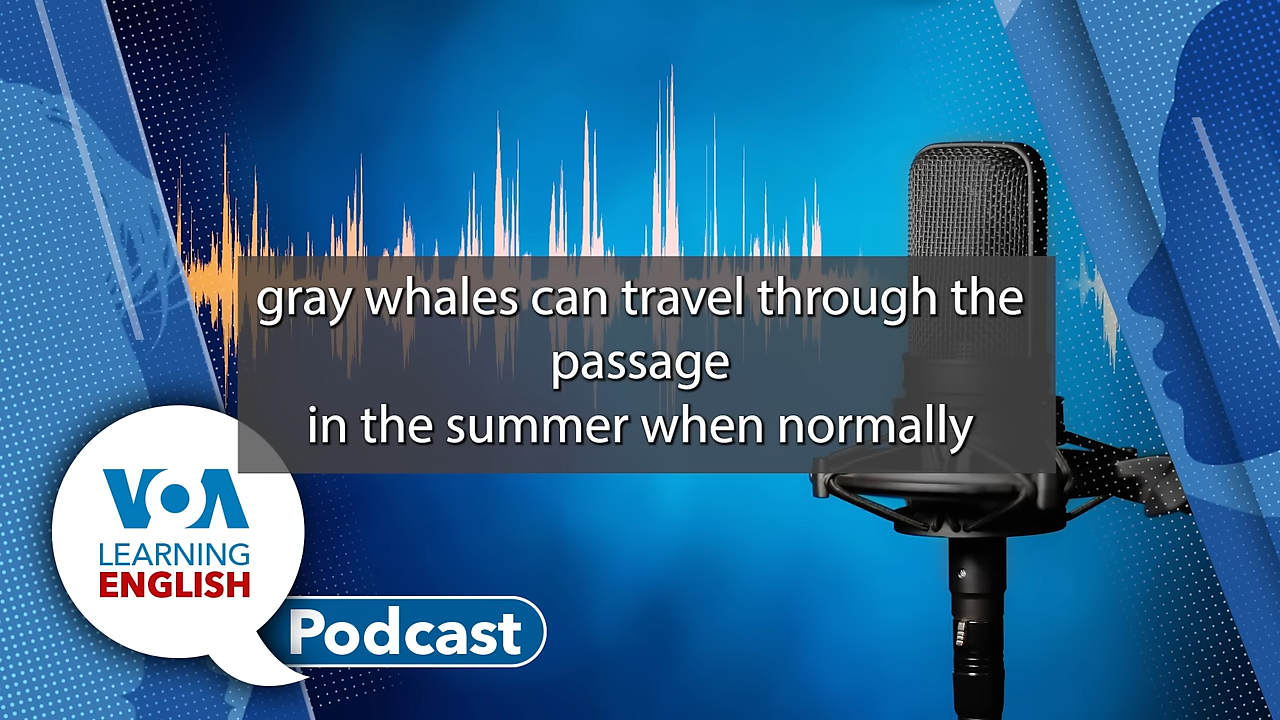 gray whales can travel through the
passage
in the summer when normally
VOA
LEARNING
ENGLISH
Podcast